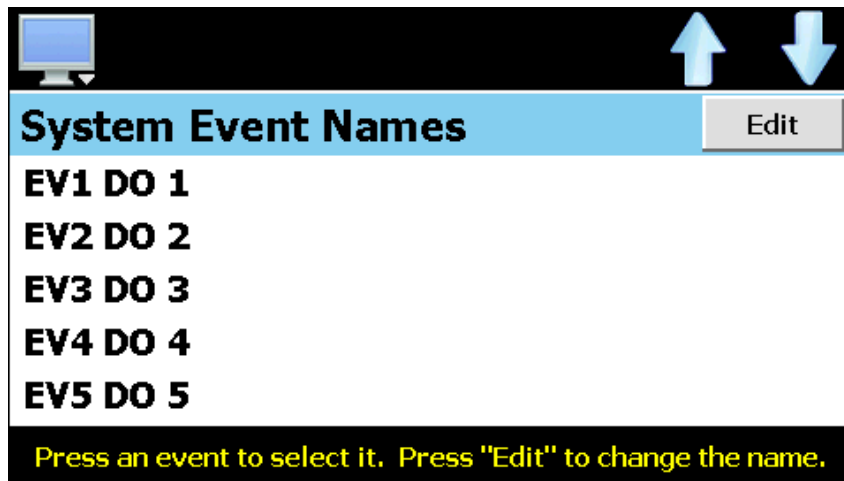 System Event Names
Edit
EV1 DO 1
EV2 DO 2
EV3 DO 3
EV4 DO 4
EV5 DO 5
Press an event to select it.  Press "Edit" to change the name.